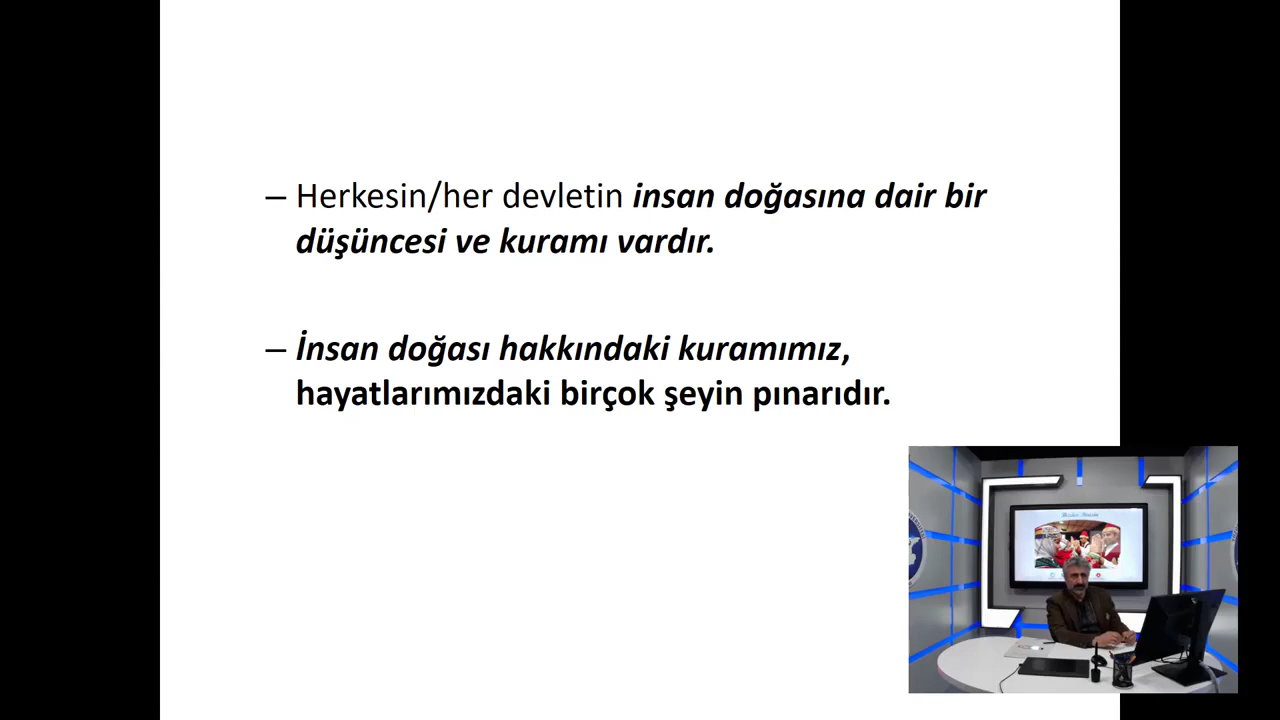 – Herkesin/her devletin insan doğasına dair bir
düşüncesi ve kuramı vardır.
– İnsan doğası hakkındaki kuramımız,
hayatlarımızdaki birçok şeyin pınarıdır.